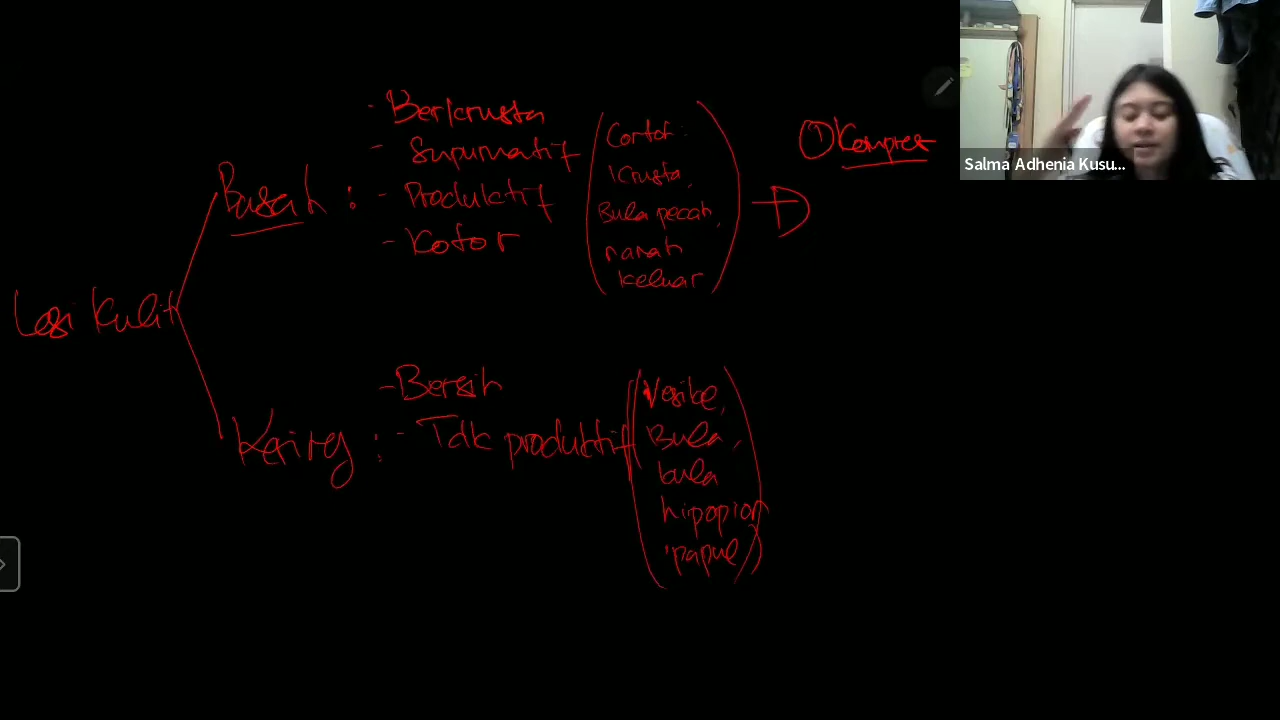 Lesi Kulit
Basah :
- Berkrusta
- Supuratif
- Produktif
- Kotor
(Contoh :
Krusta,
Bula pecah,
nanah
keluar)
① Kompres
Salma Adhenia Kusu...
Kering :
- Bersih
- Tdk produktif
(Vesikel,
Bula,
bula
hipopion
papul)